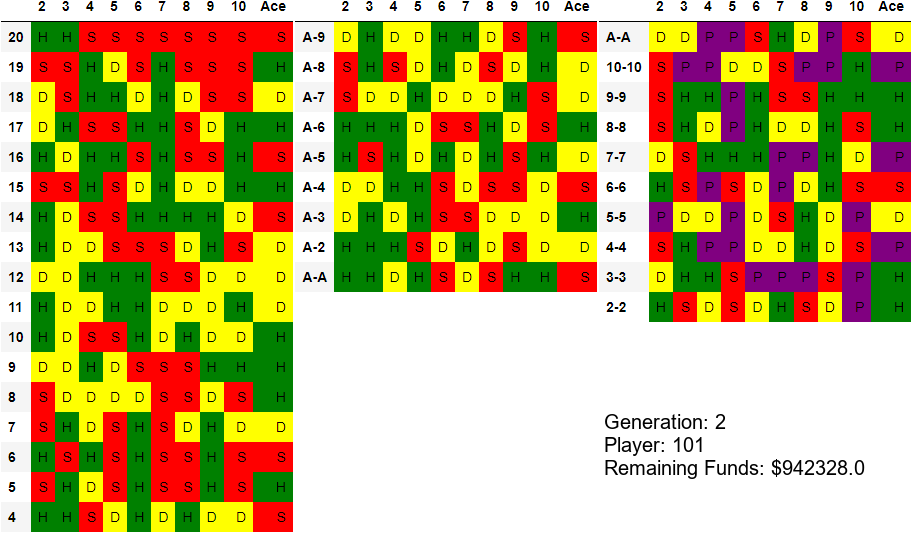 2 3 4 5 6 7 8 9 10 Ace
20 H H S S S S S S S S
19 S S H D S H S S S H
18 D S H H D H D S S D
17 D H S S H H S D H H
16 H D H H S H S S H S
15 S S H S D H D D H H
14 H D S S H H H H D S
13 H D D S S S D H S D
12 D D H H H S S D D D
11 H D D H H D D D H D
10 H D S S H D H D D H
9 D D H D S S S H H H
8 S D D D D S S D S H
7 S H D S H S D H D D
6 H S H S H S S H S S
5 S H D S H S S H S H
4 H H S D H D H D D S
2 3 4 5 6 7 8 9 10 Ace
A-9 D H D D H H D S H S
A-8 S H S D H D S D H D
A-7 S D D H D D D H S D
A-6 H H H D S S H D S H
A-5 H S H D H D H S H D
A-4 D D H H S D S S D S
A-3 D H D H S S D D D H
A-2 H H H S D H D S D D
A-A H H D H S D S H H S
2 3 4 5 6 7 8 9 10 Ace
A-A D D P P S H D P S D
10-10 S P P D D S P P H P
9-9 S H H P H S S H H H
8-8 S H D P H D D H S H
7-7 D S H H H P P H D P
6-6 H S P S D P D H S S
5-5 P D D P D S H D P D
4-4 S H P P D D H D S P
3-3 D H H S P P P S P H
2-2 H S D S D H S D P H
Generation: 2
Player: 101
Remaining Funds: $942328.0